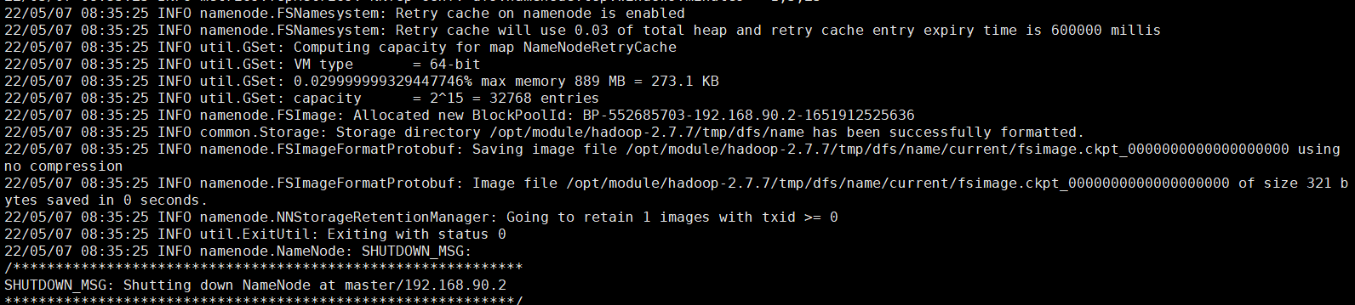 22/05/07 08:35:25 INFO namenode.FSNamesystem: Retry cache on namenode is enabled
22/05/07 08:35:25 INFO namenode.FSNamesystem: Retry cache will use 0.03 of total heap and retry cache entry expiry time is 600000 millis
22/05/07 08:35:25 INFO util.GSet: Computing capacity for map NameNodeRetryCache
22/05/07 08:35:25 INFO util.GSet: VM type       = 64-bit
22/05/07 08:35:25 INFO util.GSet: 0.029999999329447746% max memory 889 MB = 273.1 KB
22/05/07 08:35:25 INFO util.GSet: capacity      = 2^15 = 32768 entries
22/05/07 08:35:25 INFO namenode.FSImage: Allocated new BlockPoolId: BP-552685703-192.168.90.2-1651912525636
22/05/07 08:35:25 INFO common.Storage: Storage directory /opt/module/hadoop-2.7.7/tmp/dfs/name has been successfully formatted.
22/05/07 08:35:25 INFO namenode.FSImageFormatProtobuf: Saving image file /opt/module/hadoop-2.7.7/tmp/dfs/name/current/fsimage.ckpt_0000000000000000000 using
no compression
22/05/07 08:35:25 INFO namenode.FSImageFormatProtobuf: Image file /opt/module/hadoop-2.7.7/tmp/dfs/name/current/fsimage.ckpt_0000000000000000000 of size 321 b
ytes saved in 0 seconds.
22/05/07 08:35:25 INFO namenode.NNStorageRetentionManager: Going to retain 1 images with txid >= 0
22/05/07 08:35:25 INFO util.ExitUtil: Exiting with status 0
22/05/07 08:35:25 INFO namenode.NameNode: SHUTDOWN_MSG:
/************************************************************
SHUTDOWN_MSG: Shutting down NameNode at master/192.168.90.2
************************************************************/